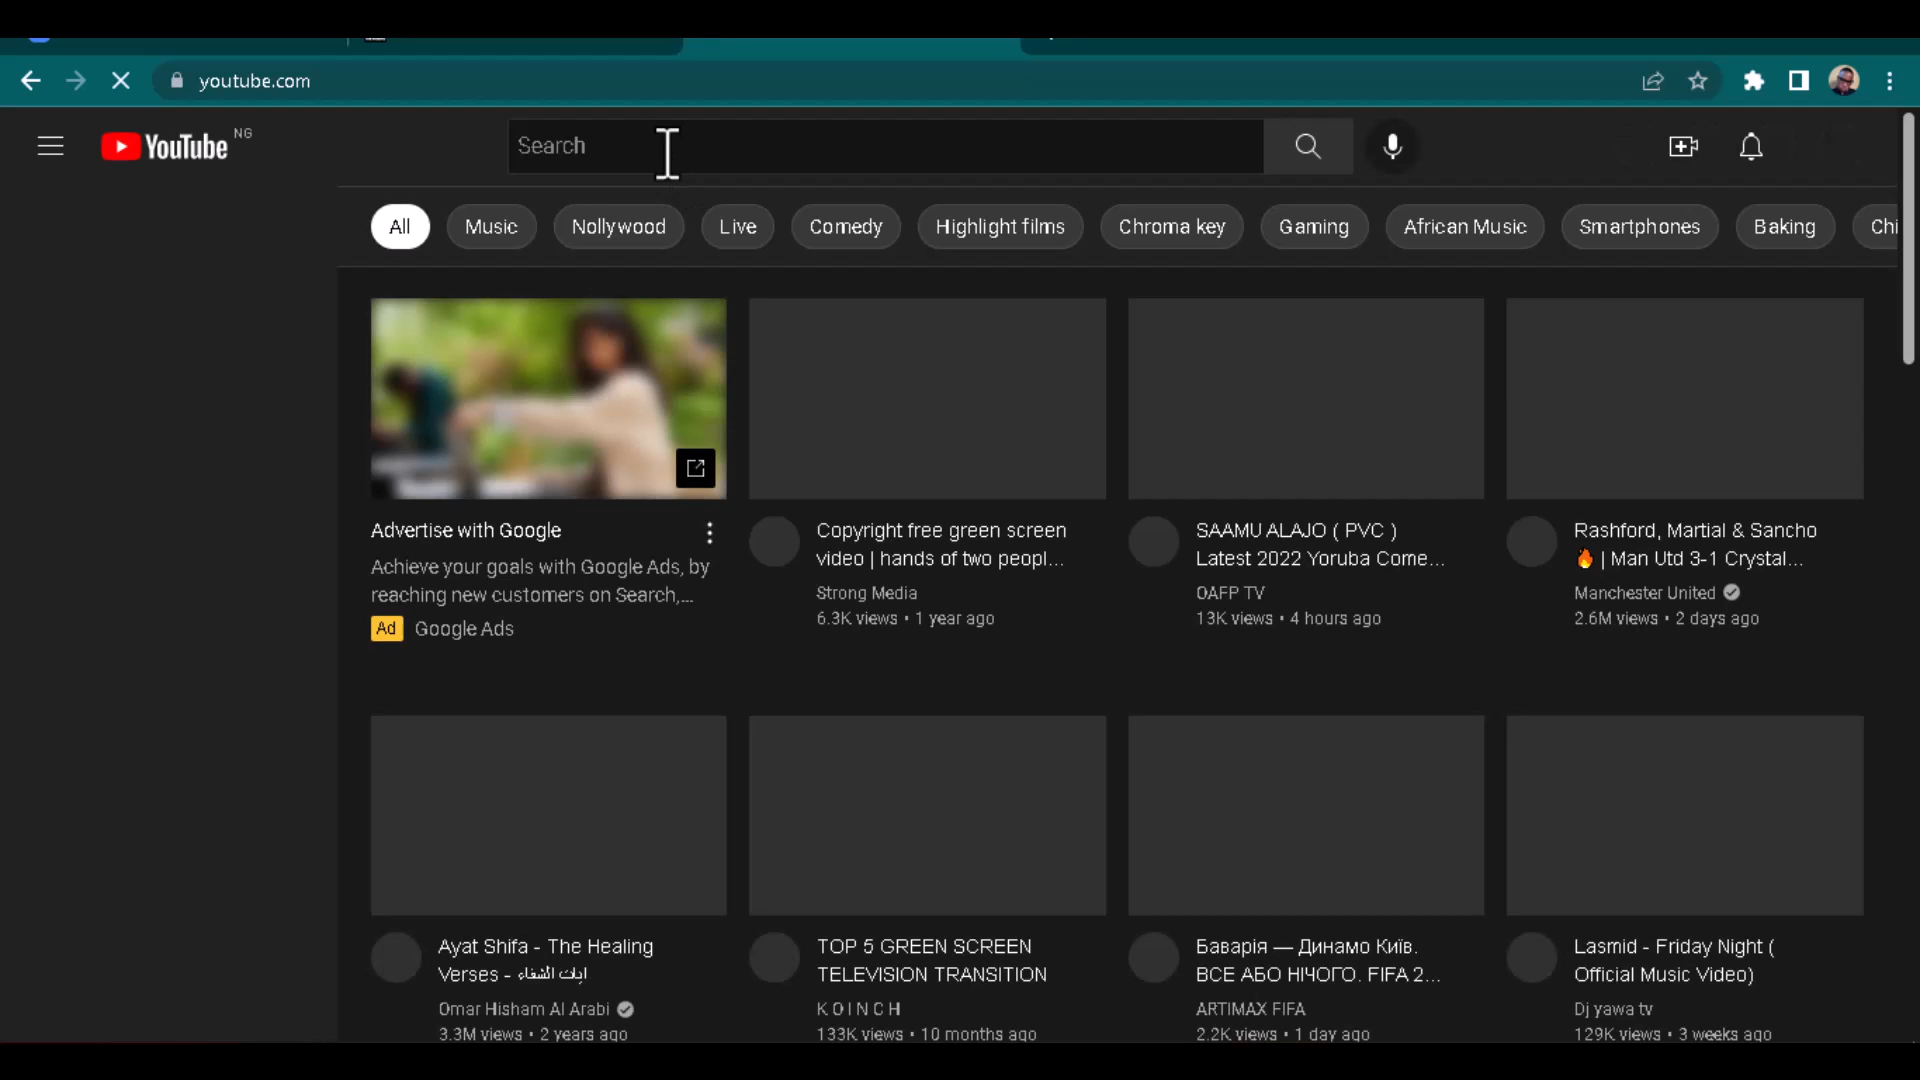 youtube.com
YouTube NG
Search
All Music Nollywood Live Comedy Highlight films Chroma key Gaming African Music Smartphones Baking Chi
Advertise with Google
Achieve your goals with Google Ads, by
reaching new customers on Search,...
Ad Google Ads
Copyright free green screen
video | hands of two peopl...
Strong Media
6.3K views • 1 year ago
SAAMU ALAJO ( PVC )
Latest 2022 Yoruba Come...
OAFP TV
13K views • 4 hours ago
Rashford, Martial & Sancho
🔥 | Man Utd 3-1 Crystal...
Manchester United
2.6M views • 2 days ago
Ayat Shifa - The Healing
Verses - ايات الشفاء
Omar Hisham Al Arabi
3.3M views • 2 years ago
TOP 5 GREEN SCREEN
TELEVISION TRANSITION
K O I N C H
133K views • 10 months ago
Баварія — Динамо Київ.
ВСЕ АБО НІЧОГО. FIFA 2...
ARTIMAX FIFA
2.2K views • 1 day ago
Lasmid - Friday Night (
Official Music Video)
Dj yawa tv
129K views • 3 weeks ago